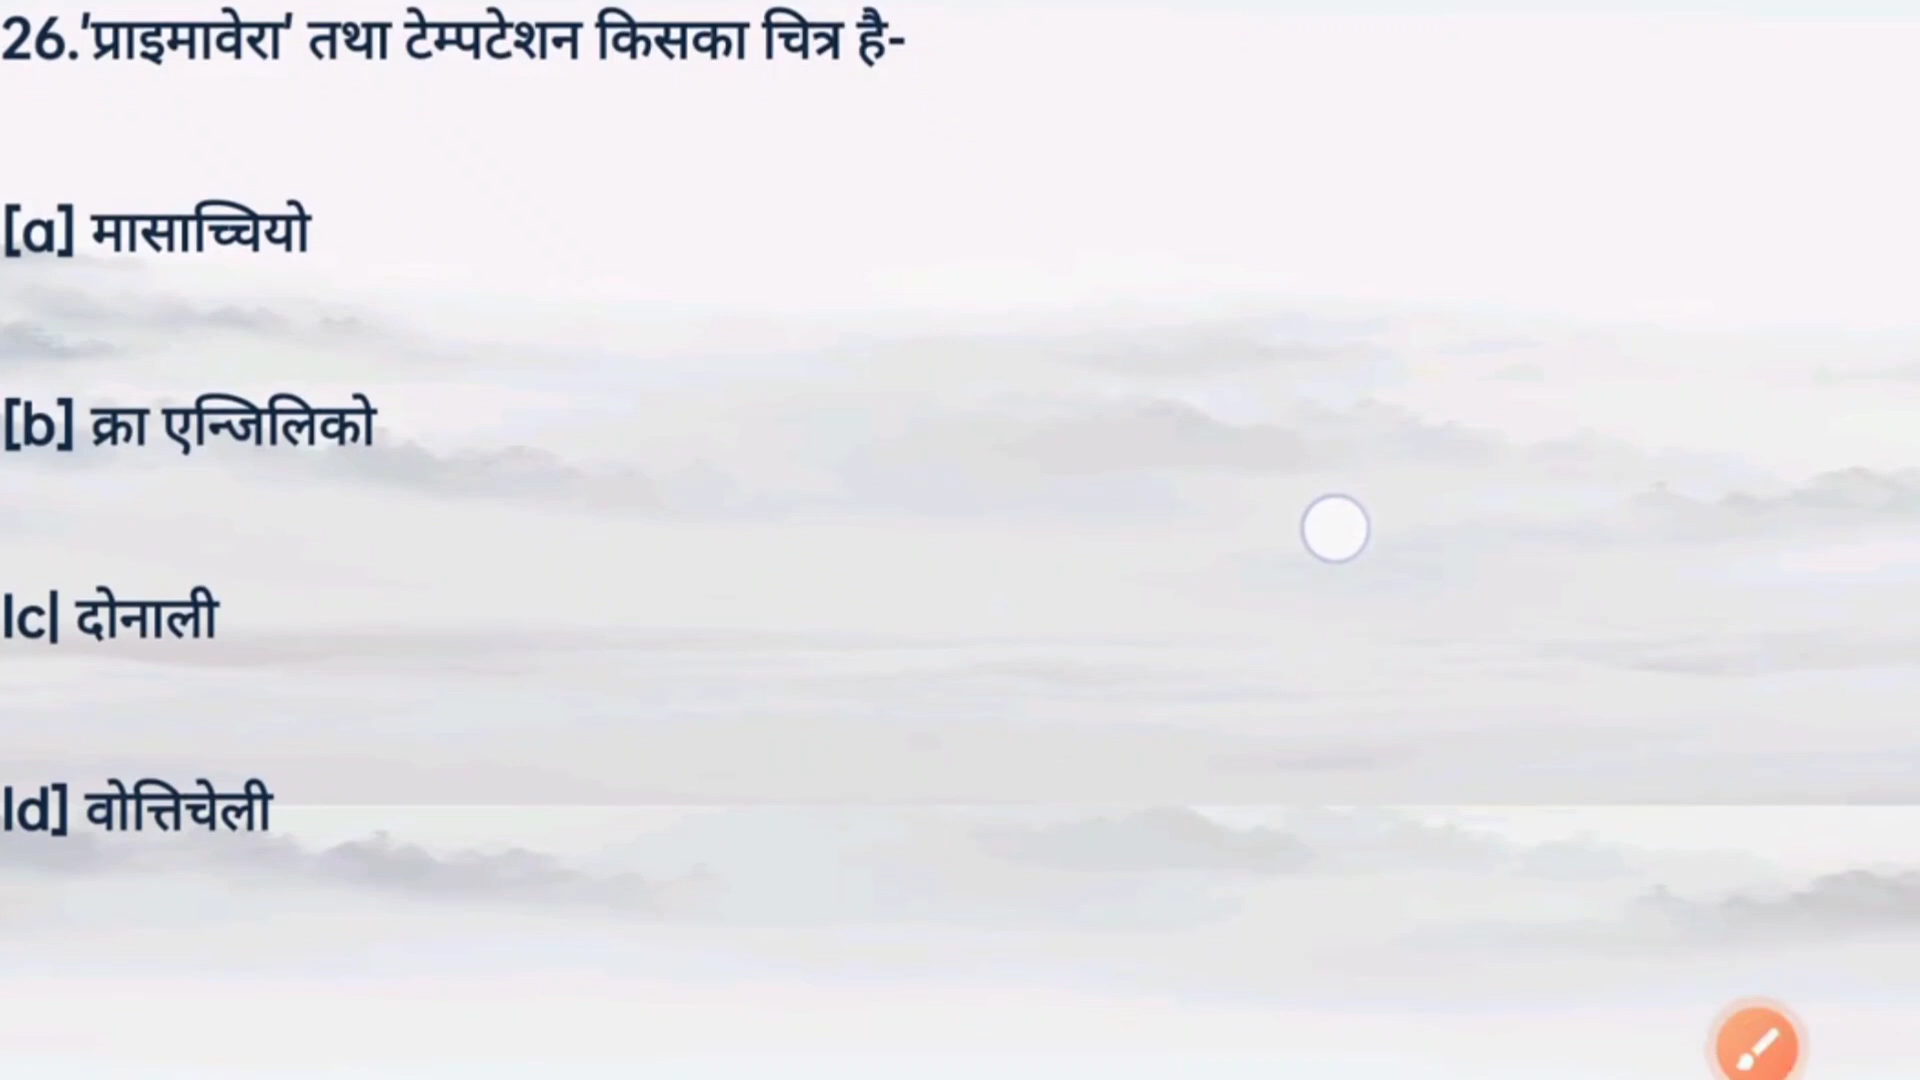 26.'प्राइमावेरा' तथा टेम्पटेशन किसका चित्र है-
[a] मासाच्चियो
[b] क्रा एन्जिलिको
lc| दोनाली
ld] वोत्तिचेली